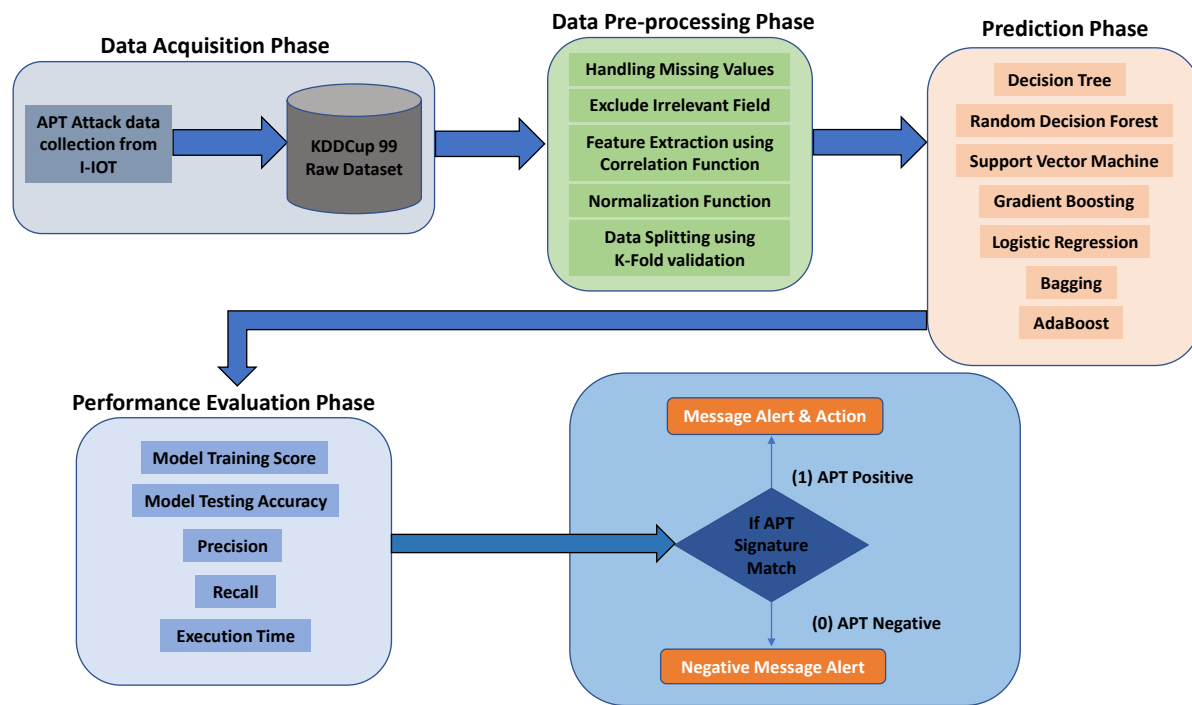 Data Acquisition Phase
APT Attack data
collection from
I-IOT
KDDCup 99
Raw Dataset
Data Pre-processing Phase
Handling Missing Values
Exclude Irrelevant Field
Feature Extraction using
Correlation Function
Normalization Function
Data Splitting using
K-Fold validation
Prediction Phase
Decision Tree
Random Decision Forest
Support Vector Machine
Gradient Boosting
Logistic Regression
Bagging
AdaBoost
Performance Evaluation Phase
Model Training Score
Model Testing Accuracy
Precision
Recall
Execution Time
Message Alert & Action
(1) APT Positive
If APT
Signature
Match
(0) APT Negative
Negative Message Alert